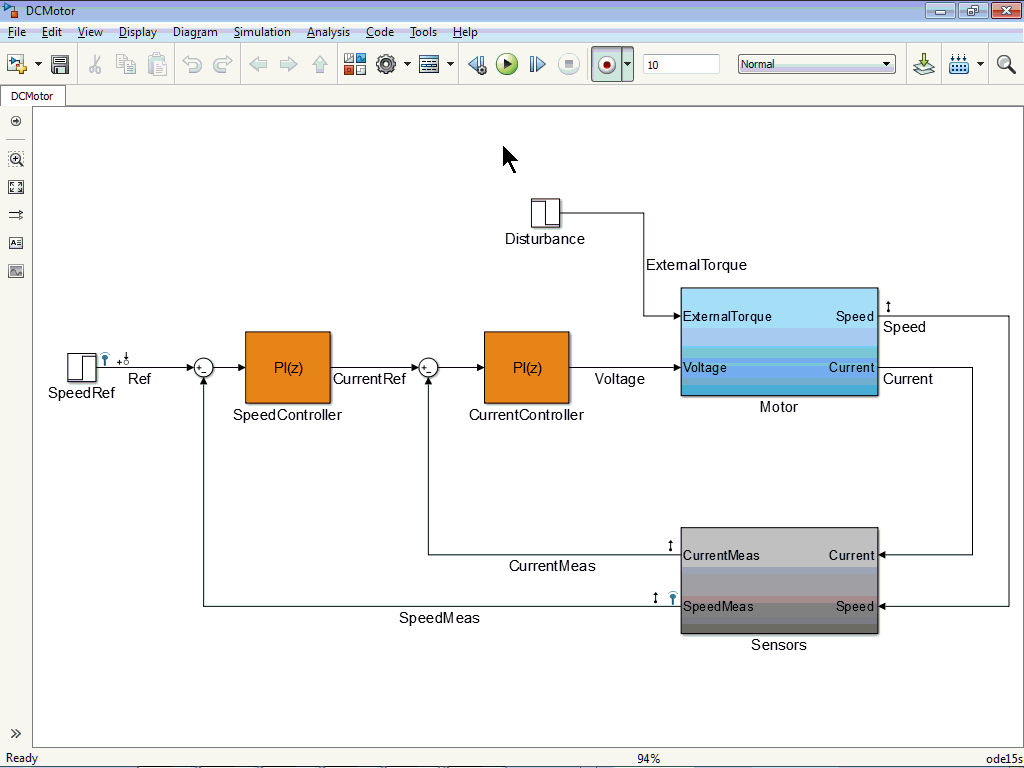 DCMotor
File Edit View Display Diagram Simulation Analysis Code Tools Help
10
Normal
DCMotor
Disturbance
ExternalTorque
ExternalTorque
Speed
Speed
Voltage
Current
Current
Motor
SpeedRef
Ref
+
-
PI(z)
SpeedController
CurrentRef
+
-
PI(z)
CurrentController
Voltage
CurrentMeas
Current
CurrentMeas
SpeedMeas
Speed
SpeedMeas
Sensors
Ready
94%
ode15s